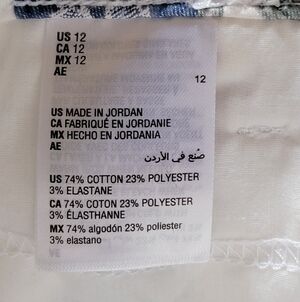 US 12
CA 12
MX 12
AE
12
US MADE IN JORDAN
CA FABRIQUÉ EN JORDANIE
MX HECHO EN JORDANIA
AE
صُنع في الأردن
US 74% COTTON 23% POLYESTER
3% ELASTANE
CA 74% COTON 23% POLYESTER
3% ÉLASTHANNE
MX 74% algodón 23% poliester
3% elastano